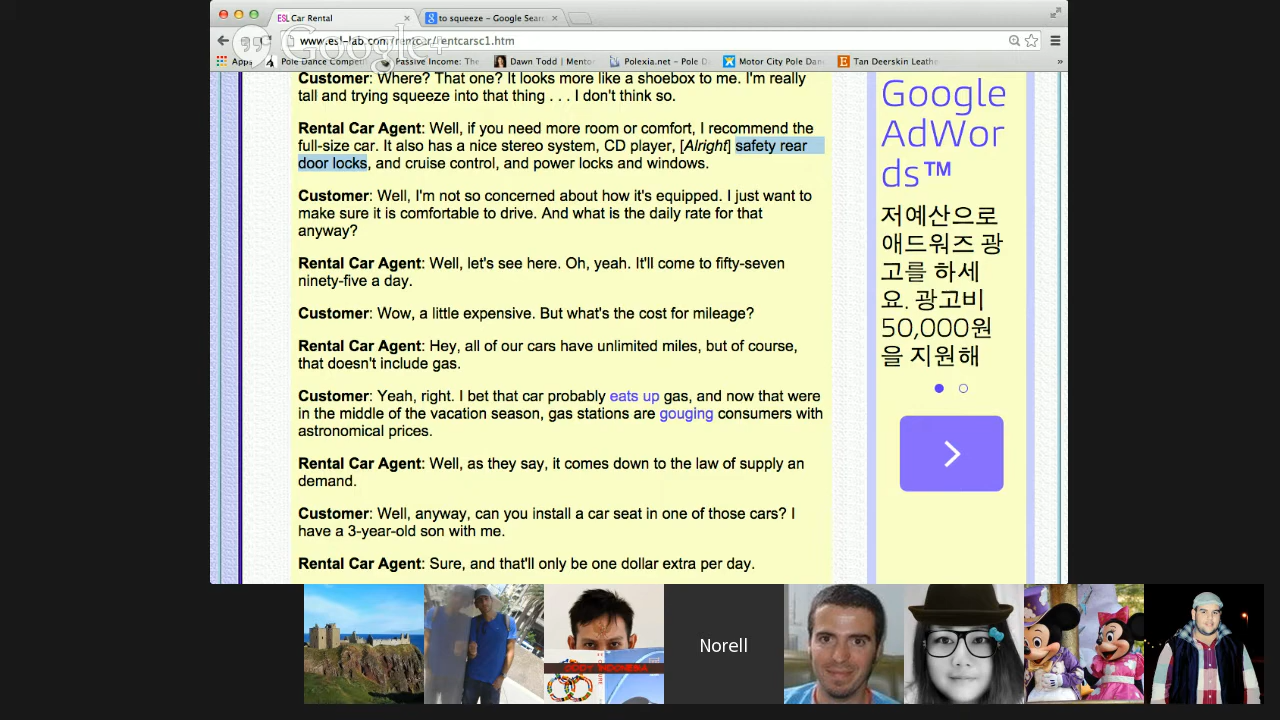 ESL Car Rental
to squeeze – Google Sear
Google+
www.esl-lab.com/rentcar/rentcarsc1.htm
Apps
Pole Dance Competi
Passive Income: The
Dawn Todd | Mentor
Polexia.net – Pole D
Motor City Pole Dan
Tan Deerskin Leathe
»
Customer: Where? That one? It looks more like a shoebox to me. I'm really
tall and trying squeeze into that thing . . . I don't think so.
Rental Car Agent: Well, if you need more room or comfort, I recommend the
full-size car. It also has a nice stereo system, CD player, [Alright] safety rear
door locks, and cruise control, and power locks and windows.
Customer: Well, I'm not so concerned about how it's equipped. I just want to
make sure it is comfortable to drive. And what is the daily rate for that
anyway?
Rental Car Agent: Well, let's see here. Oh, yeah. It'll come to fifty-seven
ninety-five a day.
Customer: Wow, a little expensive. But what's the cost for mileage?
Rental Car Agent: Hey, all of our cars have unlimited miles, but of course,
that doesn't include gas.
Customer: Yeah, right. I bet that car probably eats up gas, and now that were
in the middle of the vacation season, gas stations are gouging consumers with
astronomical prices.
Rental Car Agent: Well, as they say, it comes down to the law of supply an
demand.
Customer: Well, anyway, can you install a car seat in one of those cars? I
have a 3-year-old son with me.
Rental Car Agent: Sure, and that'll only be one dollar extra per day.
Google
AdWor
ds™
저예산으로
애드워즈 광
고를 하세
요. 광고비
50,000원
을 지원해
ODDY INDONESIA
Norell